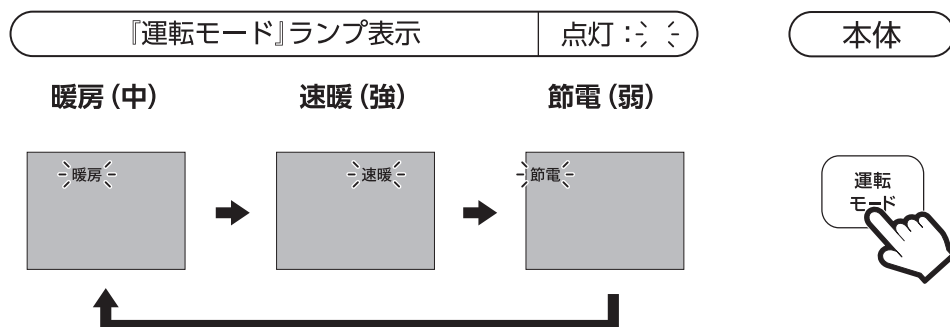 『運転モード』ランプ表示
点灯：
本体
暖房（中）
速暖（強）
節電（弱）
暖房
速暖
節電
運転
モード